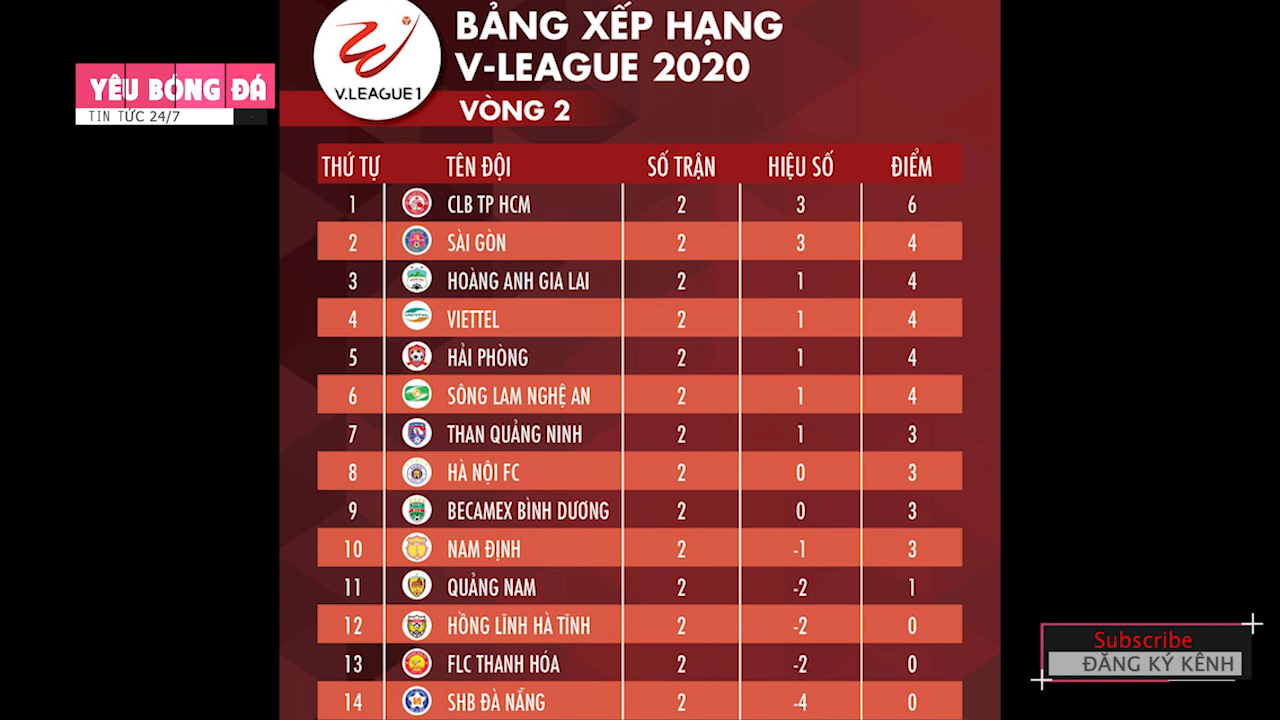 BẢNG XẾP HẠNG
V-LEAGUE 2020
VÒNG 2
V.LEAGUE 1
YÊU BÓNG ĐÁ
TIN TỨC 24/7
THỨ TỰ TÊN ĐỘI SỐ TRẬN HIỆU SỐ ĐIỂM
1 CLB TP HCM 2 3 6
2 SÀI GÒN 2 3 4
3 HOÀNG ANH GIA LAI 2 1 4
4 VIETTEL 2 1 4
5 HẢI PHÒNG 2 1 4
6 SÔNG LAM NGHỆ AN 2 1 4
7 THAN QUẢNG NINH 2 1 3
8 HÀ NỘI FC 2 0 3
9 BECAMEX BÌNH DƯƠNG 2 0 3
10 NAM ĐỊNH 2 -1 3
11 QUẢNG NAM 2 -2 1
12 HỒNG LĨNH HÀ TĨNH 2 -2 0
13 FLC THANH HÓA 2 -2 0
14 SHB ĐÀ NẴNG 2 -4 0
Subscribe
ĐĂNG KÝ KÊNH